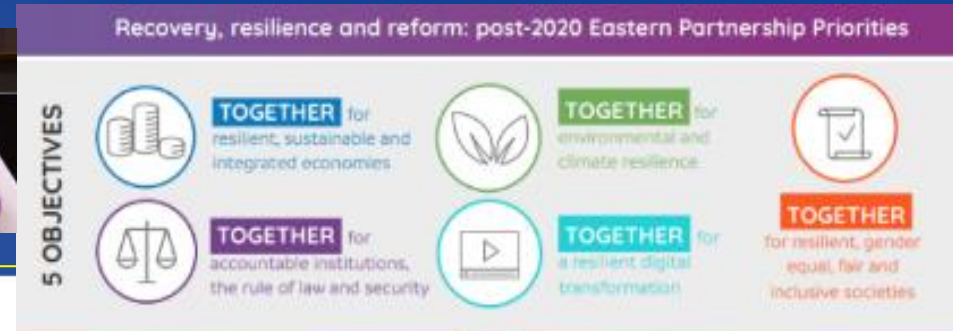 Recovery, resilience and reform: post-2020 Eastern Partnership Priorities
5 OBJECTIVES
TOGETHER for
resilient, sustainable and
integrated economies
TOGETHER for
environmental and
climate resilience
TOGETHER for
accountable institutions,
the rule of law and security
TOGETHER for
a resilient digital
transformation
TOGETHER
for resilient, gender
equal, fair and
inclusive societies